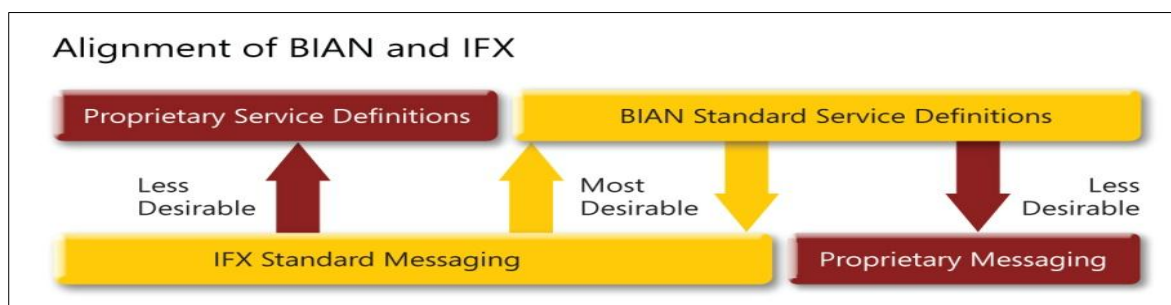 Alignment of BIAN and IFX
Proprietary Service Definitions
BIAN Standard Service Definitions
Less
Desirable
Most
Desirable
Less
Desirable
IFX Standard Messaging
Proprietary Messaging